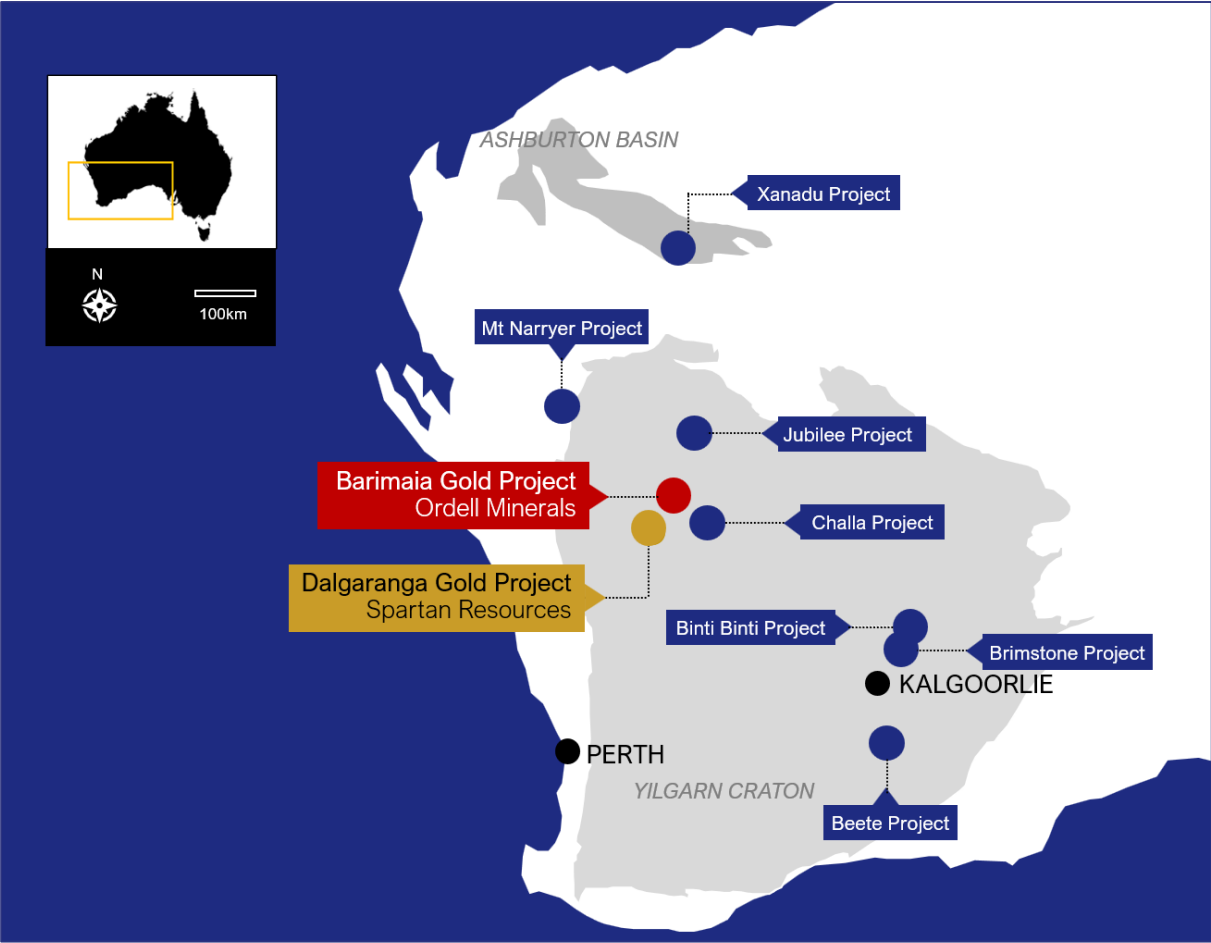 ASHBURTON BASIN
Xanadu Project
N
100km
Mt Narryer Project
Jubilee Project
Barimaia Gold Project
Ordell Minerals
Challa Project
Dalgaranga Gold Project
Spartan Resources
Binti Binti Project
Brimstone Project
KALGOORLIE
PERTH
YILGARN CRATON
Beete Project